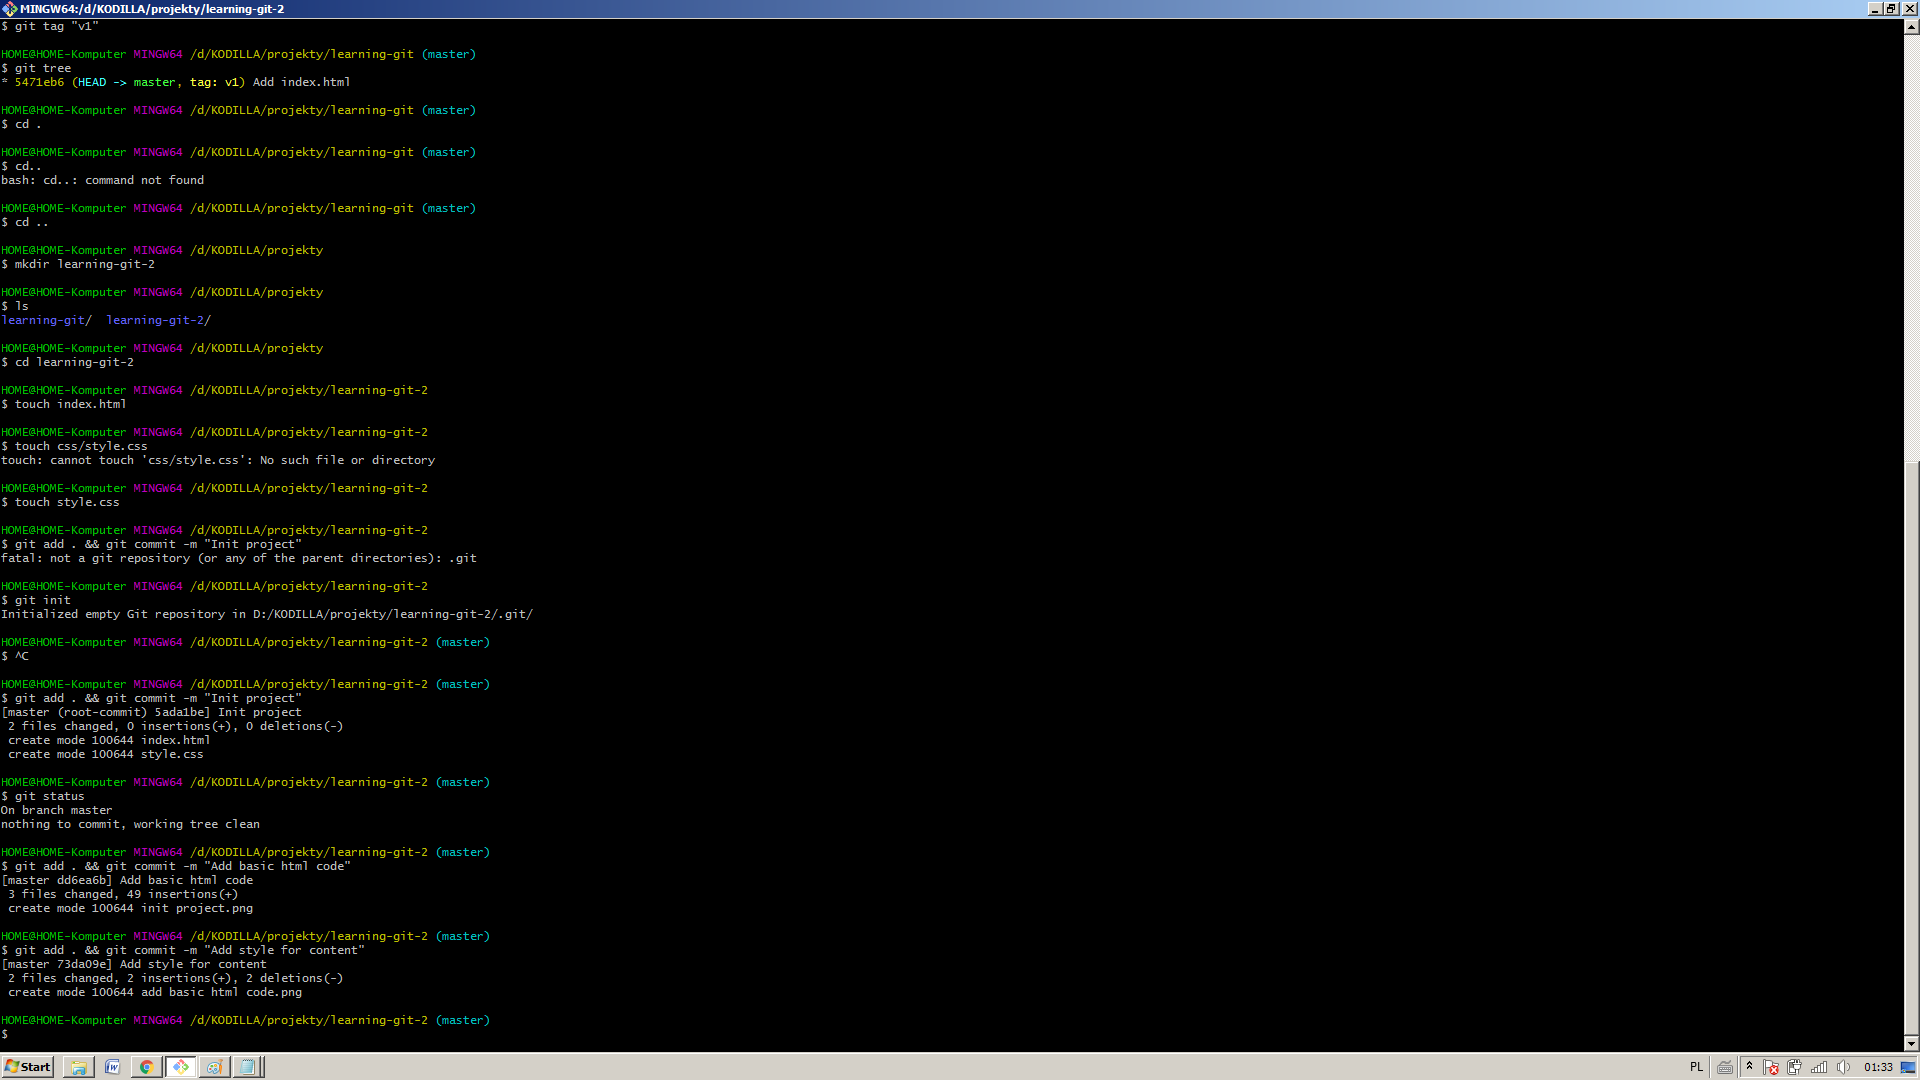 MINGW64:/d/KODILLA/projekty/learning-git-2
$ git tag "v1"
HOME@HOME-Komputer MINGW64 /d/KODILLA/projekty/learning-git (master)
$ git tree
* 5471eb6 (HEAD -> master, tag: v1) Add index.html
HOME@HOME-Komputer MINGW64 /d/KODILLA/projekty/learning-git (master)
$ cd .
HOME@HOME-Komputer MINGW64 /d/KODILLA/projekty/learning-git (master)
$ cd..
bash: cd..: command not found
HOME@HOME-Komputer MINGW64 /d/KODILLA/projekty/learning-git (master)
$ cd ..
HOME@HOME-Komputer MINGW64 /d/KODILLA/projekty
$ mkdir learning-git-2
HOME@HOME-Komputer MINGW64 /d/KODILLA/projekty
$ ls
learning-git/  learning-git-2/
HOME@HOME-Komputer MINGW64 /d/KODILLA/projekty
$ cd learning-git-2
HOME@HOME-Komputer MINGW64 /d/KODILLA/projekty/learning-git-2
$ touch index.html
HOME@HOME-Komputer MINGW64 /d/KODILLA/projekty/learning-git-2
$ touch css/style.css
touch: cannot touch 'css/style.css': No such file or directory
HOME@HOME-Komputer MINGW64 /d/KODILLA/projekty/learning-git-2
$ touch style.css
HOME@HOME-Komputer MINGW64 /d/KODILLA/projekty/learning-git-2
$ git add . && git commit -m "Init project"
fatal: not a git repository (or any of the parent directories): .git
HOME@HOME-Komputer MINGW64 /d/KODILLA/projekty/learning-git-2
$ git init
Initialized empty Git repository in D:/KODILLA/projekty/learning-git-2/.git/
HOME@HOME-Komputer MINGW64 /d/KODILLA/projekty/learning-git-2 (master)
$ ^C
HOME@HOME-Komputer MINGW64 /d/KODILLA/projekty/learning-git-2 (master)
$ git add . && git commit -m "Init project"
[master (root-commit) 5ada1be] Init project
 2 files changed, 0 insertions(+), 0 deletions(-)
 create mode 100644 index.html
 create mode 100644 style.css
HOME@HOME-Komputer MINGW64 /d/KODILLA/projekty/learning-git-2 (master)
$ git status
On branch master
nothing to commit, working tree clean
HOME@HOME-Komputer MINGW64 /d/KODILLA/projekty/learning-git-2 (master)
$ git add . && git commit -m "Add basic html code"
[master dd6ea6b] Add basic html code
 3 files changed, 49 insertions(+)
 create mode 100644 init project.png
HOME@HOME-Komputer MINGW64 /d/KODILLA/projekty/learning-git-2 (master)
$ git add . && git commit -m "Add style for content"
[master 73da09e] Add style for content
 2 files changed, 2 insertions(+), 2 deletions(-)
 create mode 100644 add basic html code.png
HOME@HOME-Komputer MINGW64 /d/KODILLA/projekty/learning-git-2 (master)
$
Start PL 01:33